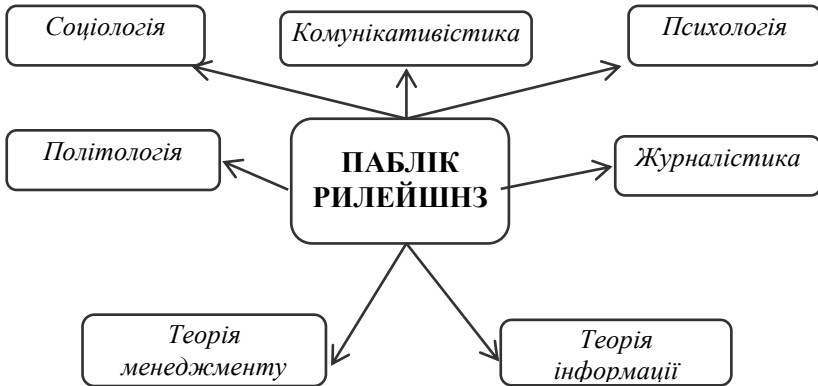 Соціологія
Комунікативістика
Психологія
Політологія
ПАБЛІК
РИЛЕЙШНЗ
Журналістика
Теорія
менеджменту
Теорія
інформації